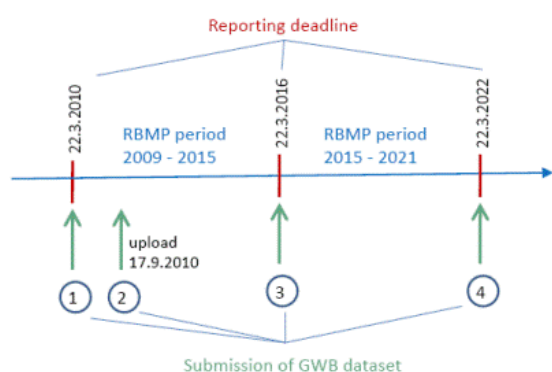 Reporting deadline
22.3.2010
22.3.2016
22.3.2022
RBMP period
2009 - 2015
RBMP period
2015 - 2021
upload
17.9.2010
1
2
3
4
Submission of GWB dataset